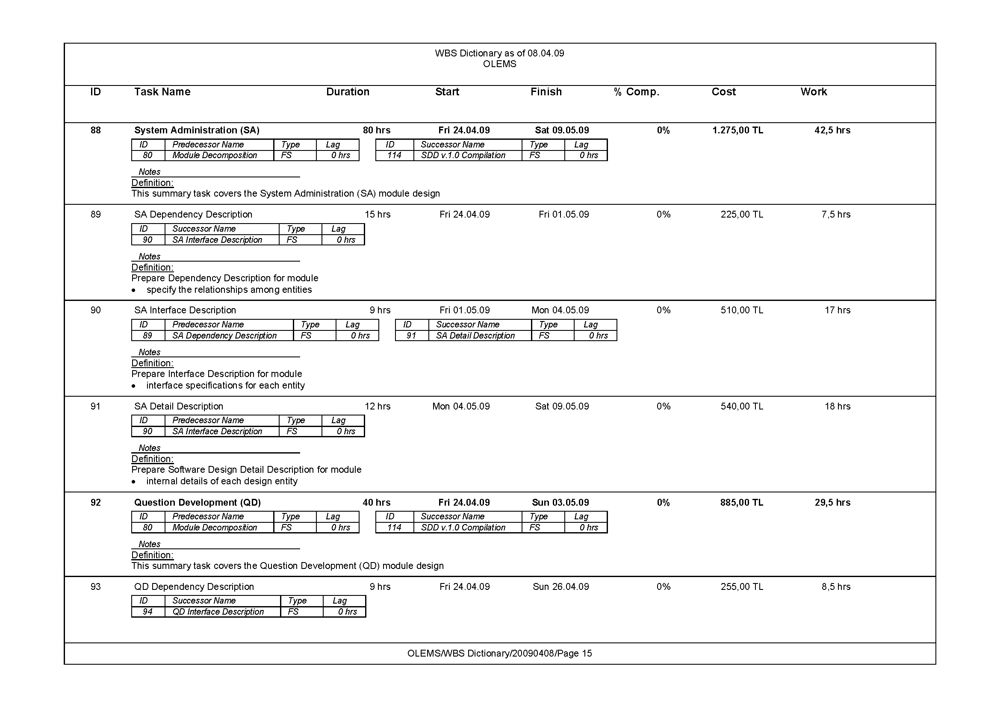 WBS Dictionary as of 08.04.09
OLEMS
ID Task Name Duration Start Finish % Comp. Cost Work
88 System Administration (SA) 80 hrs Fri 24.04.09 Sat 09.05.09 0% 1.275,00 TL 42,5 hrs
ID Predecessor Name Type Lag ID Successor Name Type Lag
80 Module Decomposition FS 0 hrs 114 SDD v.1.0 Compilation FS 0 hrs
Notes
Definition:
This summary task covers the System Administration (SA) module design
89 SA Dependency Description 15 hrs Fri 24.04.09 Fri 01.05.09 0% 225,00 TL 7,5 hrs
ID Successor Name Type Lag
90 SA Interface Description FS 0 hrs
Notes
Definition:
Prepare Dependency Description for module
• specify the relationships among entities
90 SA Interface Description 9 hrs Fri 01.05.09 Mon 04.05.09 0% 510,00 TL 17 hrs
ID Predecessor Name Type Lag ID Successor Name Type Lag
89 SA Dependency Description FS 0 hrs 91 SA Detail Description FS 0 hrs
Notes
Definition:
Prepare Interface Description for module
• interface specifications for each entity
91 SA Detail Description 12 hrs Mon 04.05.09 Sat 09.05.09 0% 540,00 TL 18 hrs
ID Predecessor Name Type Lag
90 SA Interface Description FS 0 hrs
Notes
Definition:
Prepare Software Design Detail Description for module
• internal details of each design entity
92 Question Development (QD) 40 hrs Fri 24.04.09 Sun 03.05.09 0% 885,00 TL 29,5 hrs
ID Predecessor Name Type Lag ID Successor Name Type Lag
80 Module Decomposition FS 0 hrs 114 SDD v.1.0 Compilation FS 0 hrs
Notes
Definition:
This summary task covers the Question Development (QD) module design
93 QD Dependency Description 9 hrs Fri 24.04.09 Sun 26.04.09 0% 255,00 TL 8,5 hrs
ID Successor Name Type Lag
94 QD Interface Description FS 0 hrs
OLEMS/WBS Dictionary/20090408/Page 15